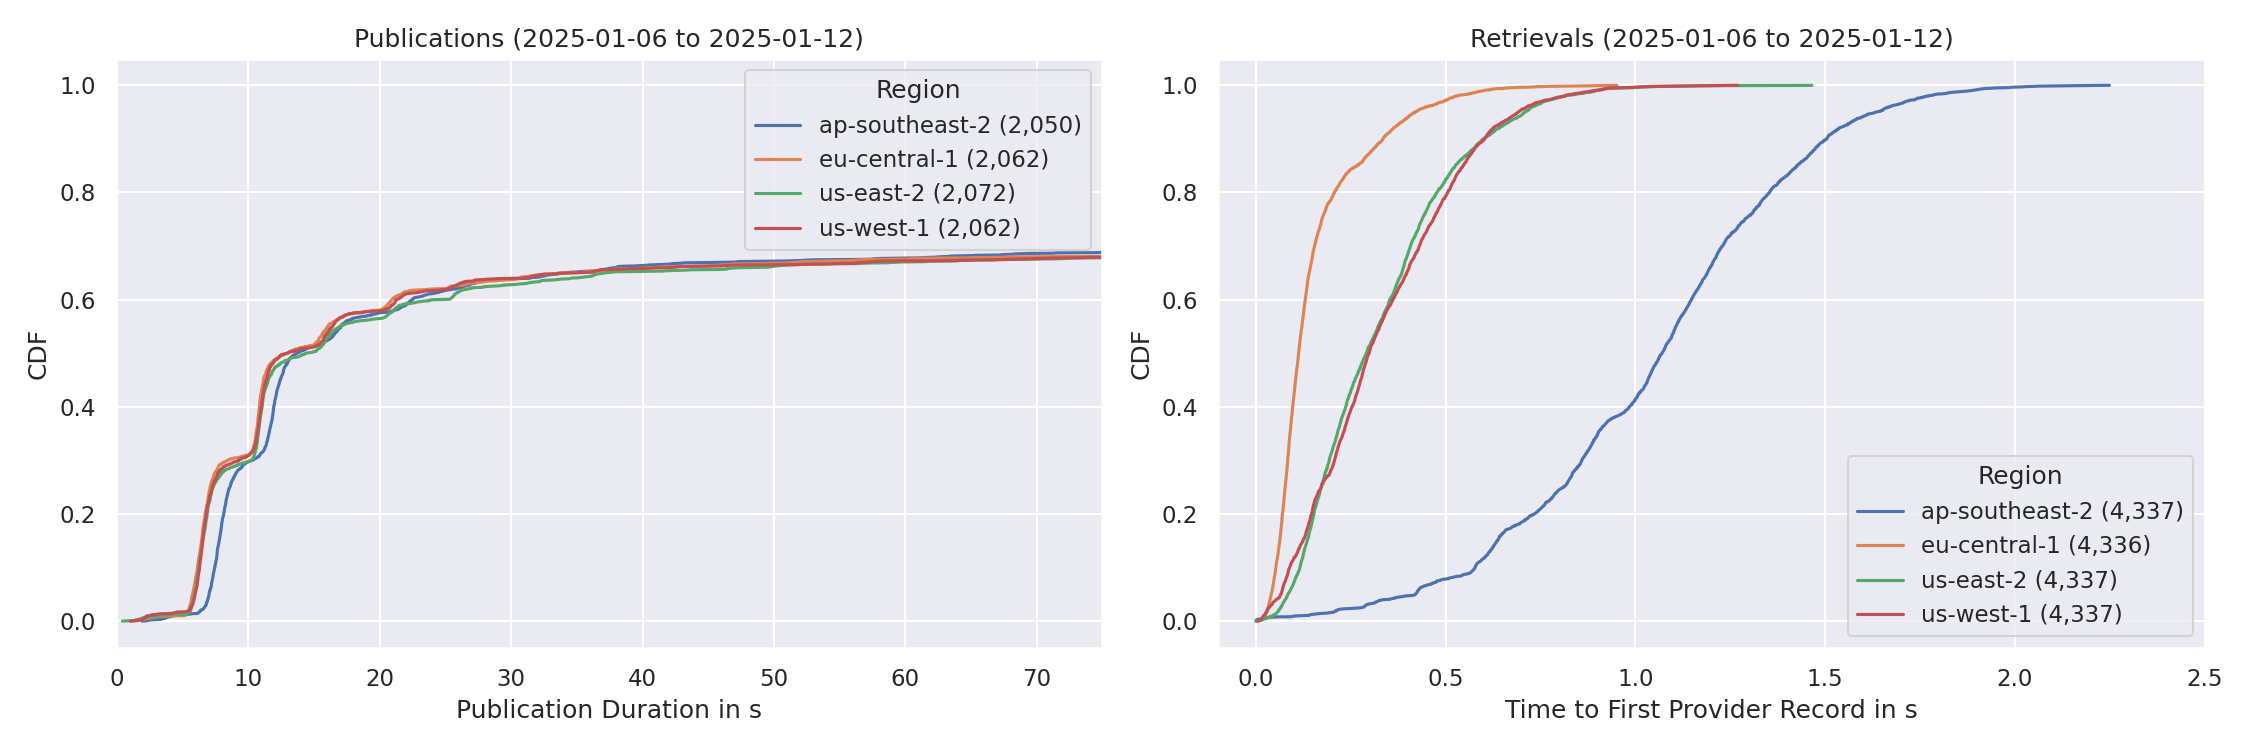 Publications (2025-01-06 to 2025-01-12)
CDF
1.0
0.8
0.6
0.4
0.2
0.0
0 10 20 30 40 50 60 70
Publication Duration in s
Region
ap-southeast-2 (2,050)
eu-central-1 (2,062)
us-east-2 (2,072)
us-west-1 (2,062)
Retrievals (2025-01-06 to 2025-01-12)
CDF
1.0
0.8
0.6
0.4
0.2
0.0
0.0 0.5 1.0 1.5 2.0 2.5
Time to First Provider Record in s
Region
ap-southeast-2 (4,337)
eu-central-1 (4,336)
us-east-2 (4,337)
us-west-1 (4,337)